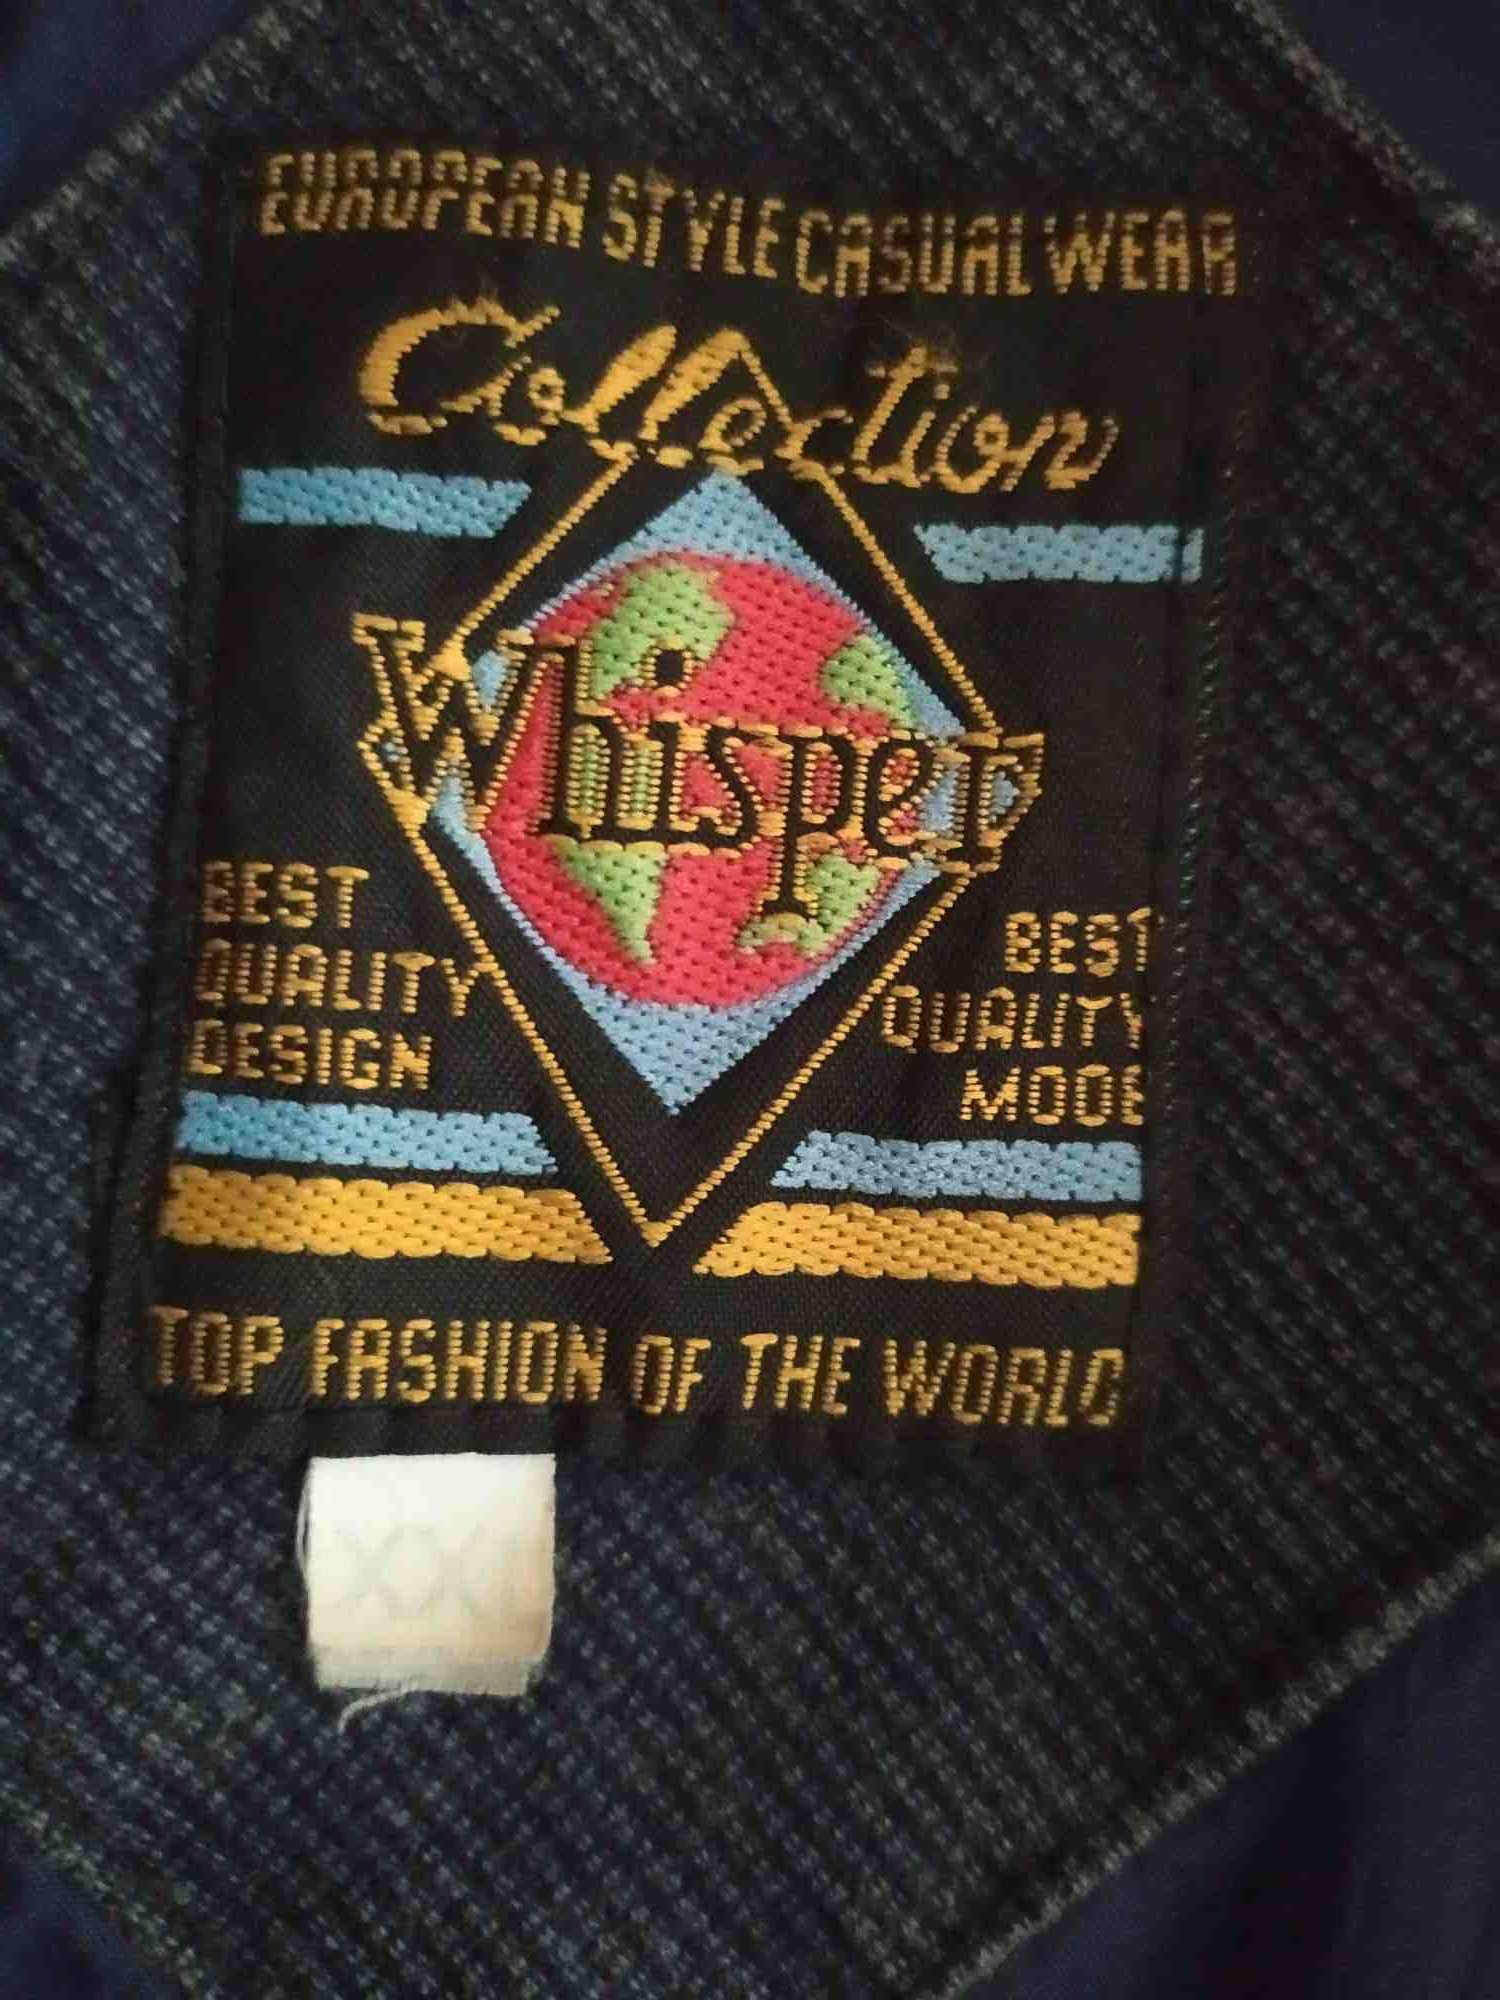 EUROPEAN STYLE CASUAL WEAR
Collection
Whisper
BEST
QUALITY
DESIGN
BEST
QUALITY
MODE
TOP FASHION OF THE WORLD